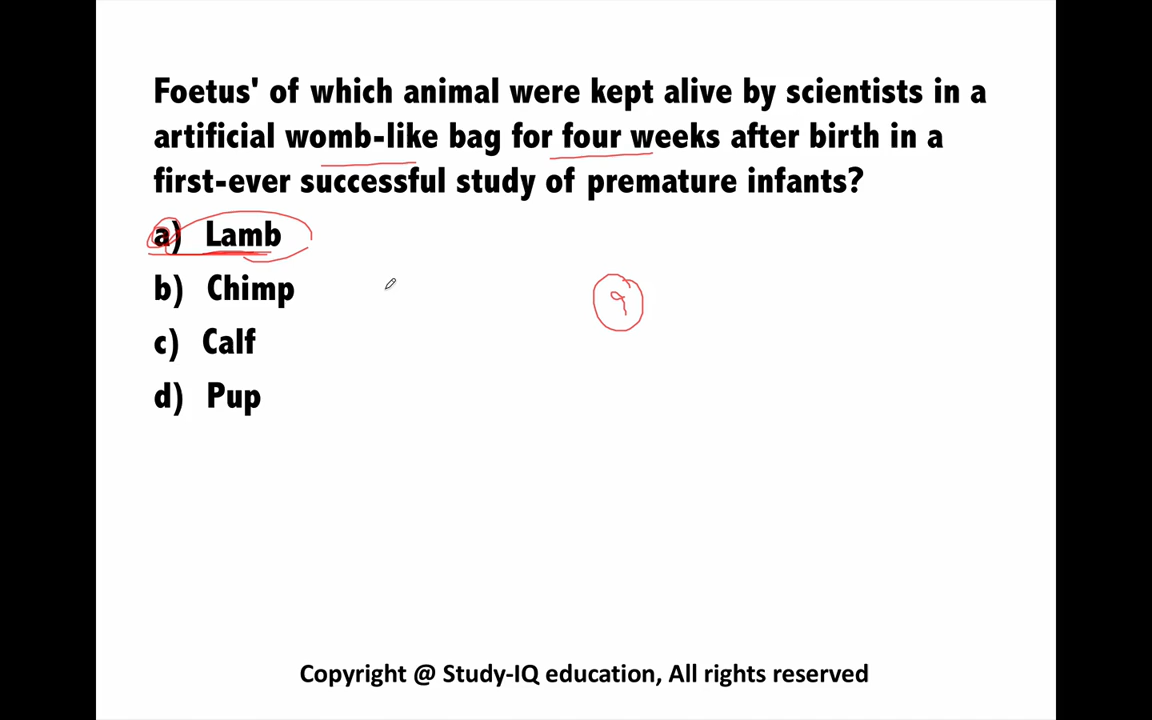 Foetus' of which animal were kept alive by scientists in a
artificial womb-like bag for four weeks after birth in a
first-ever successful study of premature infants?
a) Lamb
b) Chimp
9
c) Calf
d) Pup
Copyright @ Study-IQ education, All rights reserved